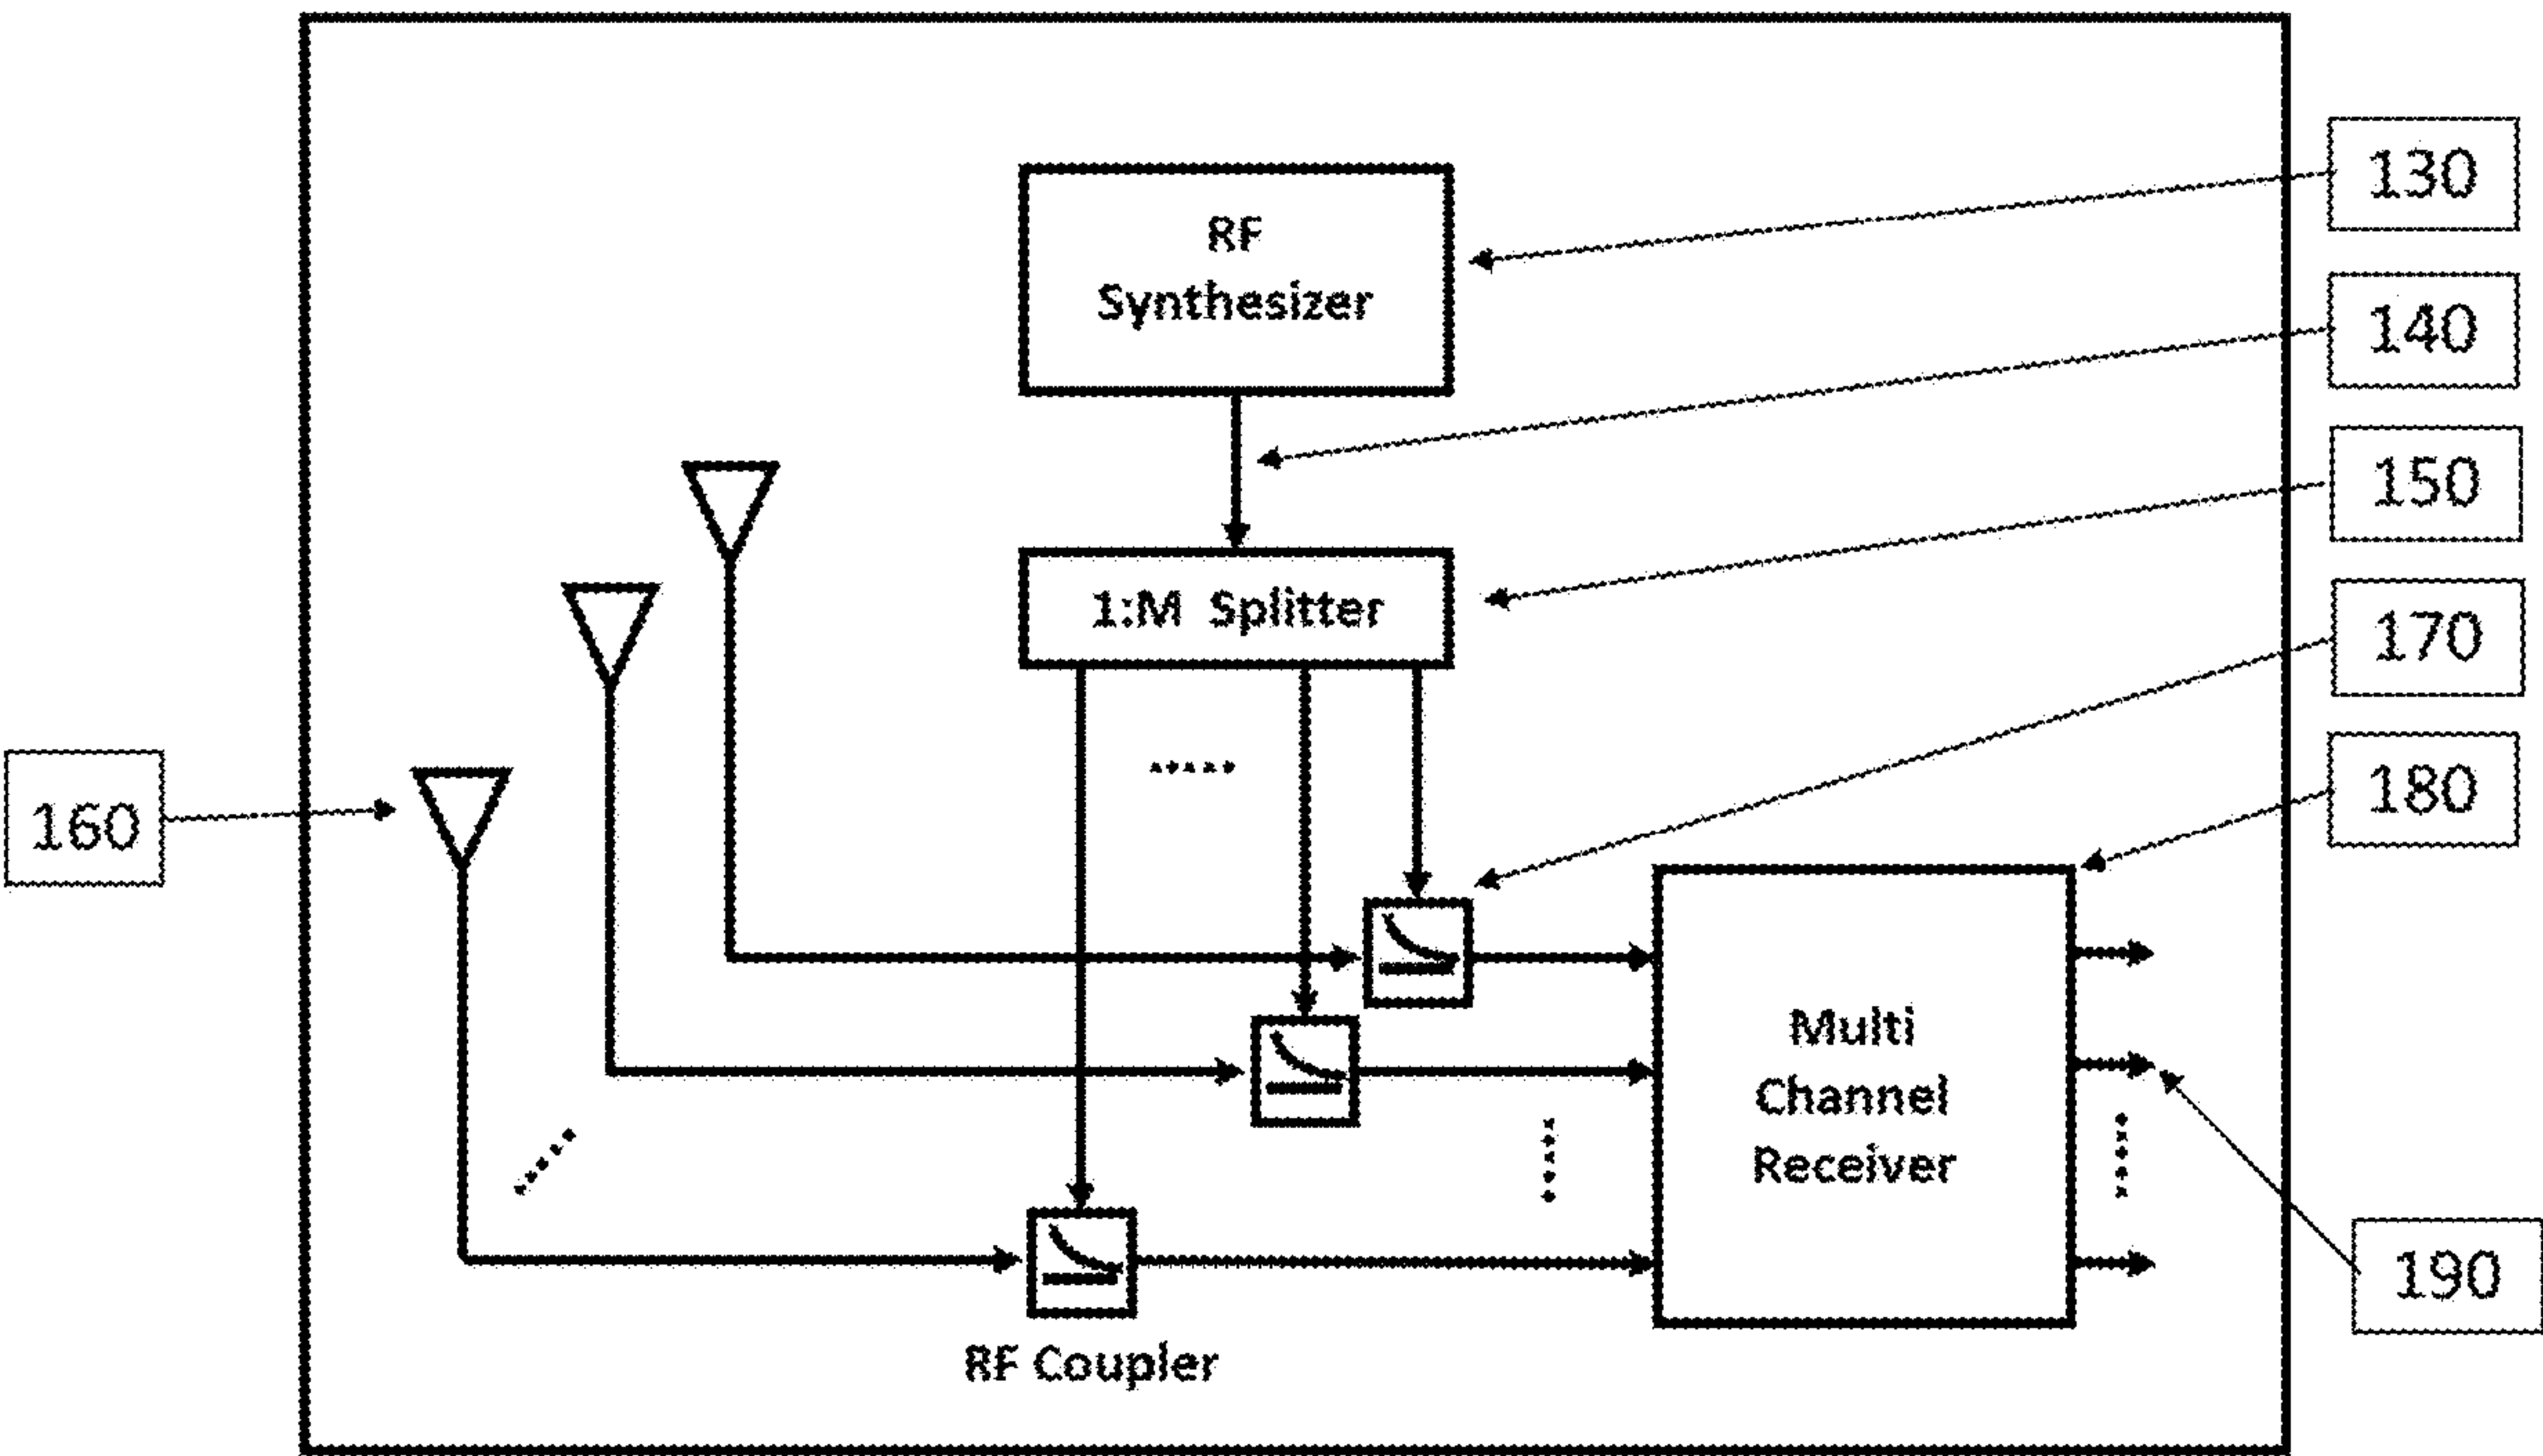 RF
Synthesizer
130
140
1:M Splitter
150
170
160
180
Multi
Channel
Receiver
190
RF Coupler